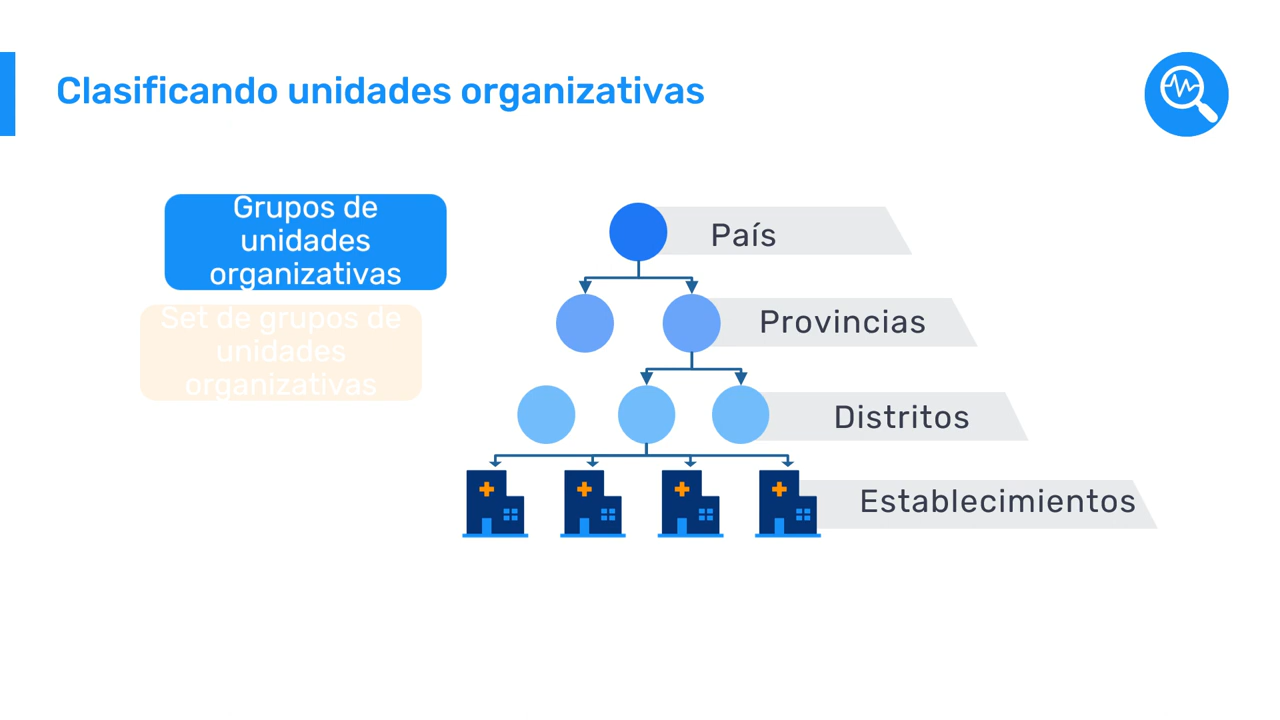 Clasificando unidades organizativas
Grupos de
unidades
organizativas
Set de grupos de
unidades
organizativas
País
Provincias
Distritos
Establecimientos